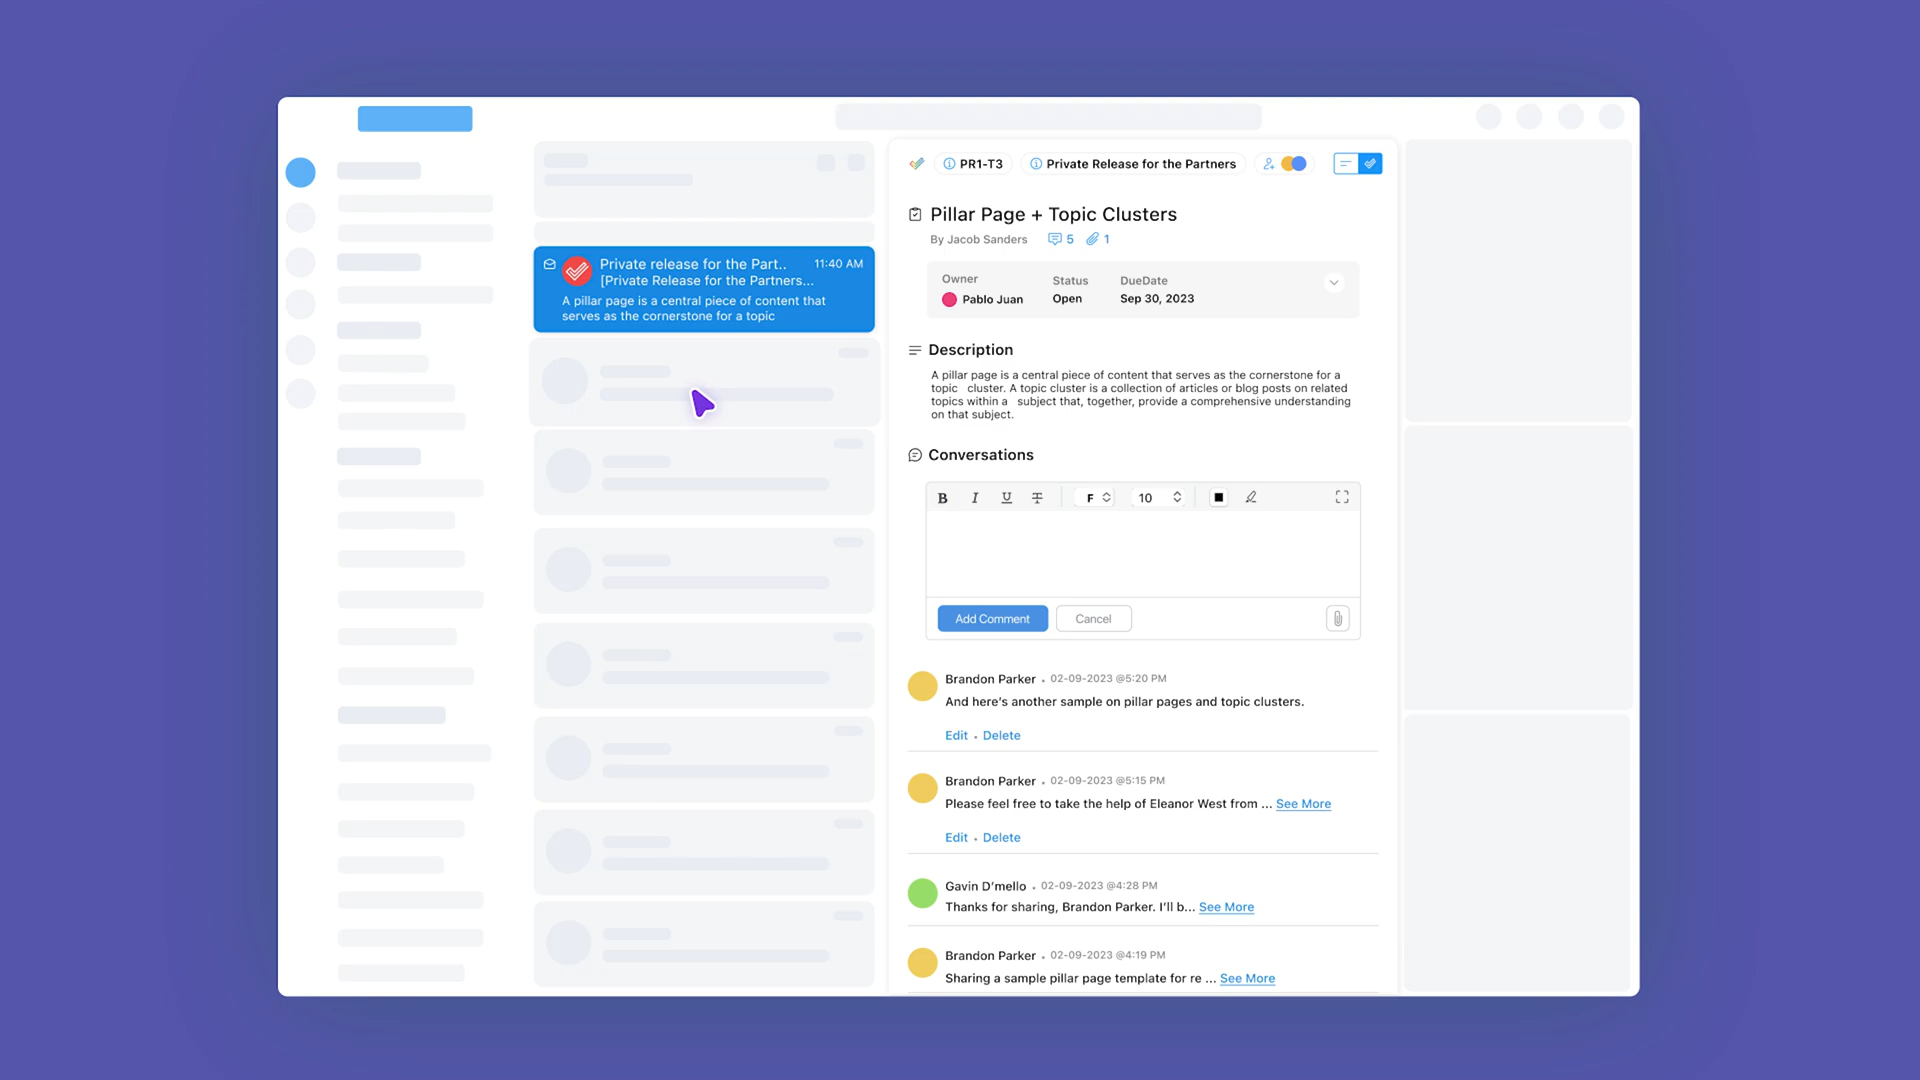 Private release for the Part..
11:40 AM
[Private Release for the Partners...
A pillar page is a central piece of content that
serves as the cornerstone for a topic
PR1-T3
Private Release for the Partners
Pillar Page + Topic Clusters
By Jacob Sanders
5
1
Owner
Status
DueDate
Pablo Juan
Open
Sep 30, 2023
Description
A pillar page is a central piece of content that serves as the cornerstone for a
topic cluster. A topic cluster is a collection of articles or blog posts on related
topics within a subject that, together, provide a comprehensive understanding
on that subject.
Conversations
B I U T F 10
Add Comment
Cancel
Brandon Parker . 02-09-2023 @5:20 PM
And here's another sample on pillar pages and topic clusters.
Edit . Delete
Brandon Parker . 02-09-2023 @5:15 PM
Please feel free to take the help of Eleanor West from ... See More
Edit . Delete
Gavin D'mello . 02-09-2023 @4:28 PM
Thanks for sharing, Brandon Parker. I'll b... See More
Brandon Parker . 02-09-2023 @4:19 PM
Sharing a sample pillar page template for re ... See More